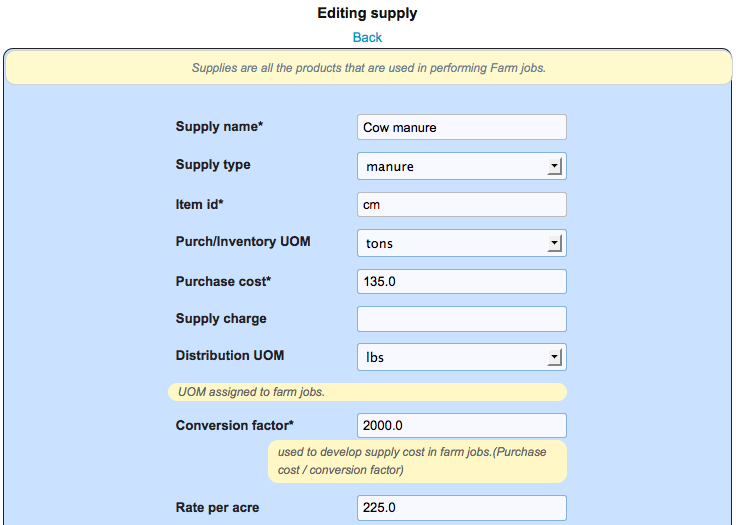 Editing supply
Back
Supplies are all the products that are used in performing Farm jobs.
Supply name* Cow manure
Supply type manure
Item id* cm
Purch/Inventory UOM tons
Purchase cost* 135.0
Supply charge
Distribution UOM lbs
UOM assigned to farm jobs.
Conversion factor* 2000.0
used to develop supply cost in farm jobs.(Purchase
cost / conversion factor)
Rate per acre 225.0